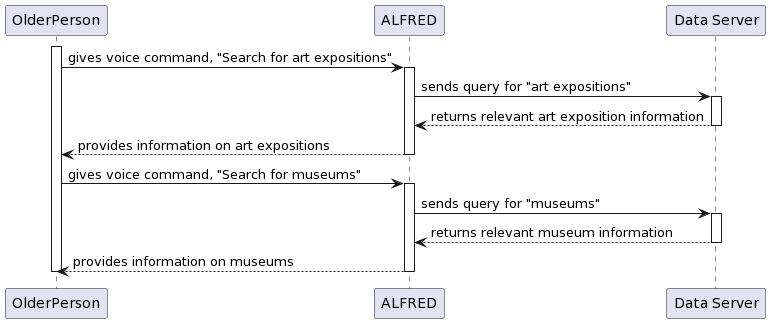 OlderPerson ALFRED Data Server
gives voice command, "Search for art expositions"
sends query for "art expositions"
returns relevant art exposition information
provides information on art expositions
gives voice command, "Search for museums"
sends query for "museums"
returns relevant museum information
provides information on museums
OlderPerson ALFRED Data Server